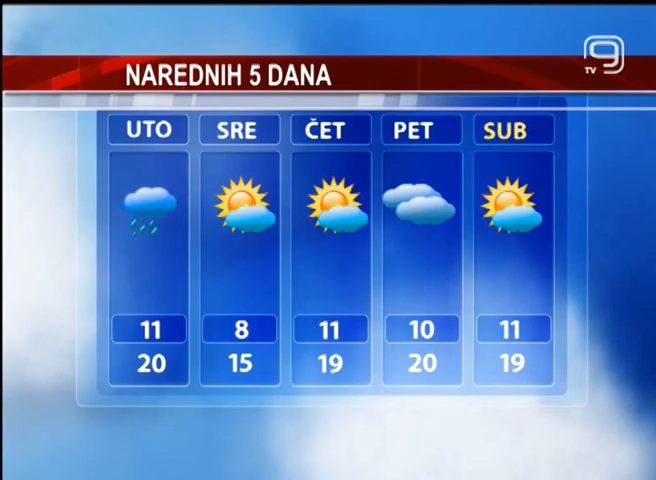 NAREDNIH 5 DANA
9
TV
UTO SRE ČET PET SUB
11 8 11 10 11
20 15 19 20 19